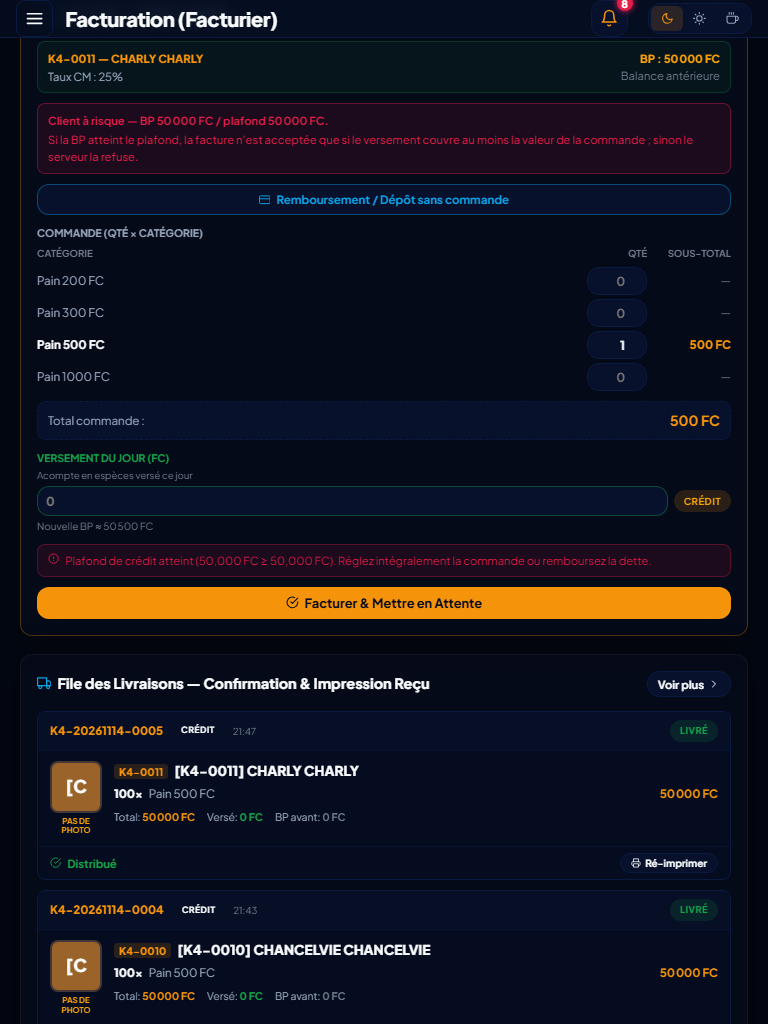 Facturation (Facturier)
8
K4-0011 — CHARLY CHARLY
BP : 50 000 FC
Taux CM : 25%
Balance antérieure
Client à risque — BP 50 000 FC / plafond 50 000 FC.
Si la BP atteint le plafond, la facture n'est acceptée que si le versement couvre au moins la valeur de la commande ; sinon le
serveur la refuse.
Remboursement / Dépôt sans commande
COMMANDE (QTÉ × CATÉGORIE)
CATÉGORIE QTÉ SOUS-TOTAL
Pain 200 FC 0 —
Pain 300 FC 0 —
Pain 500 FC 1 500 FC
Pain 1000 FC 0 —
Total commande : 500 FC
VERSEMENT DU JOUR (FC)
Acompte en espèces versé ce jour
0 CRÉDIT
Nouvelle BP ≈ 50 500 FC
Plafond de crédit atteint (50,000 FC ≥ 50,000 FC). Réglez intégralement la commande ou remboursez la dette.
Facturer & Mettre en Attente
File des Livraisons — Confirmation & Impression Reçu
Voir plus
K4-20261114-0005 CRÉDIT 21:47 LIVRÉ
[C
PAS DE
PHOTO
K4-0011 [K4-0011] CHARLY CHARLY
100× Pain 500 FC 50 000 FC
Total: 50 000 FC Versé: 0 FC BP avant: 0 FC
Distribué
Ré-imprimer
K4-20261114-0004 CRÉDIT 21:43 LIVRÉ
[C
PAS DE
PHOTO
K4-0010 [K4-0010] CHANCELVIE CHANCELVIE
100× Pain 500 FC 50 000 FC
Total: 50 000 FC Versé: 0 FC BP avant: 0 FC